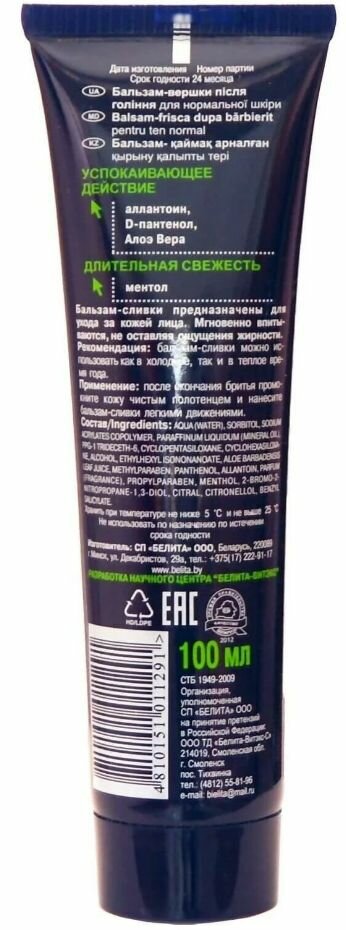 Дата изготовления Номер партии
Срок годности 24 месяца
UA Бальзам-вершки після
гоління для нормальної шкіри
MD Balsam-frisca dupa bărbierit
pentru ten normal
KZ Бальзам- қаймақ арналған
қырыну қалыпты тері
УСПОКАИВАЮЩЕЕ
ДЕЙСТВИЕ
аллантоин,
D-пантенол,
Алоэ Вера
ДЛИТЕЛЬНАЯ СВЕЖЕСТЬ
ментол
Бальзам-сливки предназначены для
ухода за кожей лица. Мгновенно впиты-
ваются, не оставляя ощущения жирности.
Рекомендация: бальзам-сливки можно ис-
пользовать как в холодное, так и в теплое вре-
мя года.
Применение: после окончания бритья промо-
кните кожу чистым полотенцем и нанесите
бальзам-сливки легкими движениями.
Состав/Ingredients: AQUA (WATER), SORBITOL, SODIUM
ACRYLATES COPOLYMER, PARAFFINUM LIQUIDUM (MINERAL OIL),
PPG-1 TRIDECETH-6, CYCLOPENTASILOXANE, CYCLOHEXASILOXA-
NE, ALCOHOL, ETHYLHEXYL ISONONANOATE, ALOE BARBADENSIS
LEAF JUICE, METHYLPARABEN, PANTHENOL, ALLANTOIN, PARFUM
(FRAGRANCE), PROPYLPARABEN, MENTHOL, 2-BROMO-2-
NITROPROPANE-1,3-DIOL, CITRAL, CITRONELLOL, BENZYL
SALICYLATE.
Хранить при температуре не ниже 5 °C и не выше 25 °C
Не использовать по назначению по истечении
срока годности
Изготовитель: СП «БЕЛИТА» ООО, Беларусь, 220089
г.Минск, ул. Декабристов, 29а, тел.: +375(17) 222-91-17
www.belita.by
РАЗРАБОТКА НАУЧНОГО ЦЕНТРА "БЕЛИТА-ВИТЭКС"
HD/LDPE
EAC
КАЧЕСТВО
2012
100 МЛ
СТБ 1949-2009
Организация,
уполномоченная
СП «БЕЛИТА» ООО
на принятие претензий
в Российской Федерации:
ООО ТД «Белита-Витэкс-С»
214019, Смоленская обл.
г. Смоленск
пос. Тихвинка
тел.: (4812) 55-81-96
e-mail: bielita@mail.ru
4 810151 011291 >